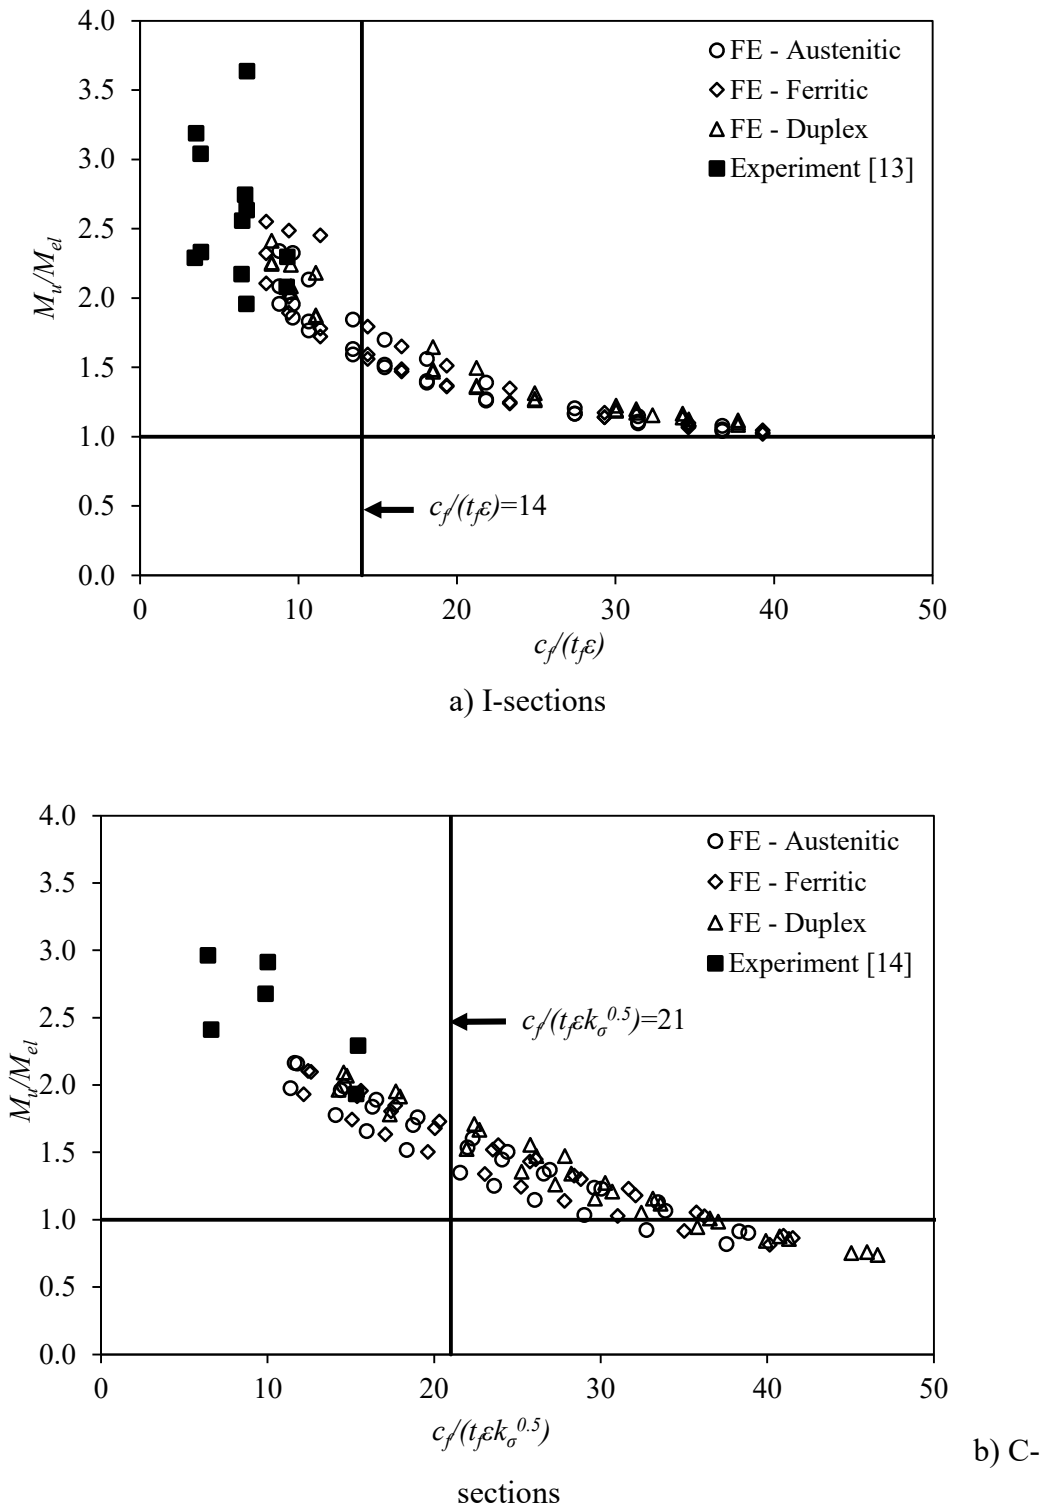 4.0
3.5
3.0
2.5
2.0
1.5
1.0
0.5
0.0
M_u/M_el
FE - Austenitic
FE - Ferritic
FE - Duplex
Experiment [13]
c_f/(t_fε)=14
0 10 20 30 40 50
c_f/(t_fε)
a) I-sections
4.0
3.5
3.0
2.5
2.0
1.5
1.0
0.5
0.0
M_u/M_el
FE - Austenitic
FE - Ferritic
FE - Duplex
Experiment [14]
c_f/(t_fεk_σ^0.5)=21
0 10 20 30 40 50
c_f/(t_fεk_σ^0.5)
b) C-
sections